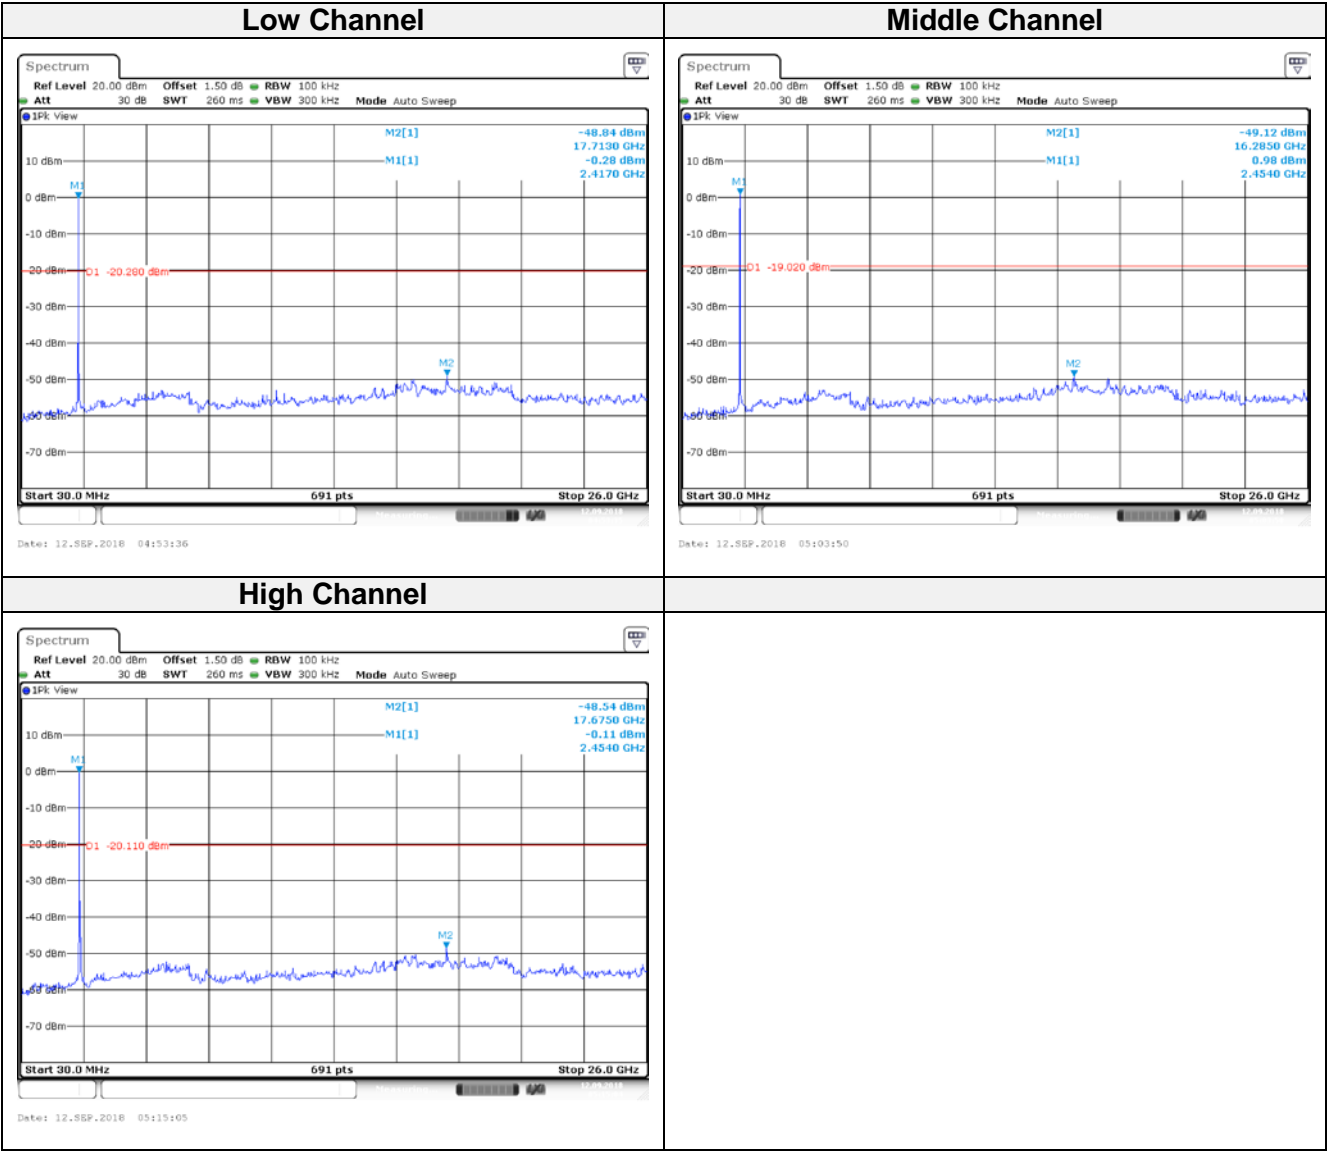 Low Channel
Middle Channel
Spectrum
Ref Level 20.00 dBm Offset 1.50 dB RBW 100 kHz
Att 30 dB SWT 260 ms VBW 300 kHz Mode Auto Sweep
1Pk View
M2[1] -48.84 dBm
17.7130 GHz
10 dBm M1[1] -0.28 dBm
2.4170 GHz
M1
0 dBm
-10 dBm
-20 dBm D1 -20.280 dBm
-30 dBm
-40 dBm
M2
-50 dBm
-60 dBm
-70 dBm
Start 30.0 MHz 691 pts Stop 26.0 GHz
Date: 12.SEP.2018 04:53:36
Spectrum
Ref Level 20.00 dBm Offset 1.50 dB RBW 100 kHz
Att 30 dB SWT 260 ms VBW 300 kHz Mode Auto Sweep
1Pk View
M2[1] -49.12 dBm
16.2850 GHz
10 dBm M1[1] 0.98 dBm
2.4540 GHz
M1
0 dBm
-10 dBm
-20 dBm D1 -19.020 dBm
-30 dBm
-40 dBm
M2
-50 dBm
-60 dBm
-70 dBm
Start 30.0 MHz 691 pts Stop 26.0 GHz
Date: 12.SEP.2018 05:03:50
High Channel
Spectrum
Ref Level 20.00 dBm Offset 1.50 dB RBW 100 kHz
Att 30 dB SWT 260 ms VBW 300 kHz Mode Auto Sweep
1Pk View
M2[1] -48.54 dBm
17.6750 GHz
10 dBm M1[1] -0.11 dBm
2.4540 GHz
M1
0 dBm
-10 dBm
-20 dBm D1 -20.110 dBm
-30 dBm
-40 dBm
M2
-50 dBm
-60 dBm
-70 dBm
Start 30.0 MHz 691 pts Stop 26.0 GHz
Date: 12.SEP.2018 05:15:05